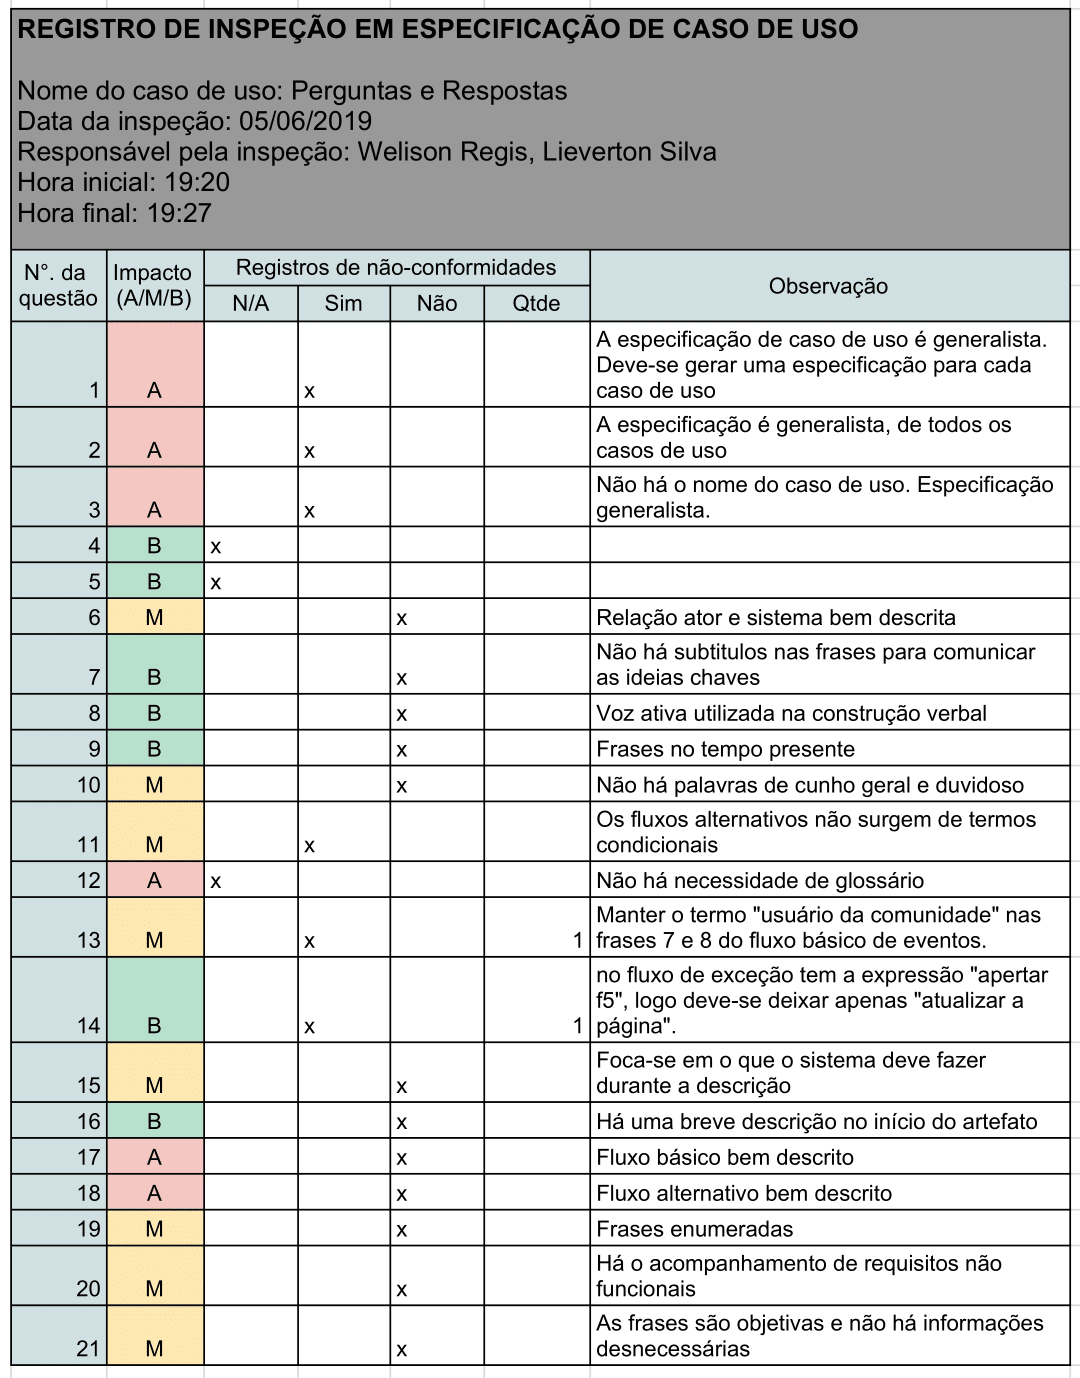 REGISTRO DE INSPEÇÃO EM ESPECIFICAÇÃO DE CASO DE USO
Nome do caso de uso: Perguntas e Respostas
Data da inspeção: 05/06/2019
Responsável pela inspeção: Welison Regis, Lieverton Silva
Hora inicial: 19:20
Hora final: 19:27
N°. da questão Impacto (A/M/B) Registros de não-conformidades Observação
N/A Sim Não Qtde
A especificação de caso de uso é generalista.
Deve-se gerar uma especificação para cada
1 A x caso de uso
A especificação é generalista, de todos os
2 A x casos de uso
Não há o nome do caso de uso. Especificação
3 A x generalista.
4 B x
5 B x
6 M x Relação ator e sistema bem descrita
Não há subtitulos nas frases para comunicar
7 B x as ideias chaves
8 B x Voz ativa utilizada na construção verbal
9 B x Frases no tempo presente
10 M x Não há palavras de cunho geral e duvidoso
Os fluxos alternativos não surgem de termos
11 M x condicionais
12 A x Não há necessidade de glossário
Manter o termo "usuário da comunidade" nas
13 M x 1 frases 7 e 8 do fluxo básico de eventos.
no fluxo de exceção tem a expressão "apertar
f5", logo deve-se deixar apenas "atualizar a
14 B x 1 página".
Foca-se em o que o sistema deve fazer
15 M x durante a descrição
16 B x Há uma breve descrição no início do artefato
17 A x Fluxo básico bem descrito
18 A x Fluxo alternativo bem descrito
19 M x Frases enumeradas
Há o acompanhamento de requisitos não
20 M x funcionais
As frases são objetivas e não há informações
21 M x desnecessárias